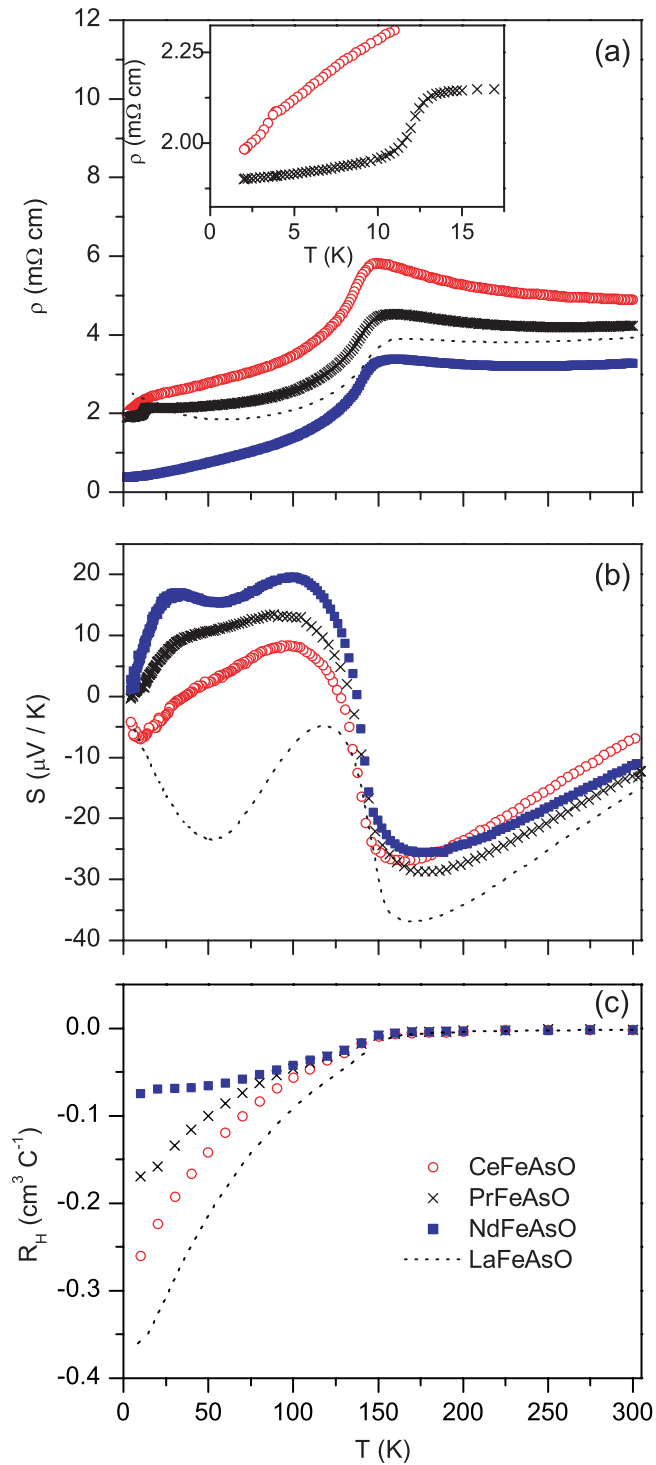 (a)
12
10
8
6
4
2
0
ρ (mΩ cm)
2.25
2.00
ρ (mΩ cm)
0 5 10 15
T (K)
(b)
20
10
0
-10
-20
-30
-40
S (μV / K)
(c)
0.0
-0.1
-0.2
-0.3
-0.4
R_H (cm³ C⁻¹)
CeFeAsO
PrFeAsO
NdFeAsO
LaFeAsO
0 50 100 150 200 250 300
T (K)